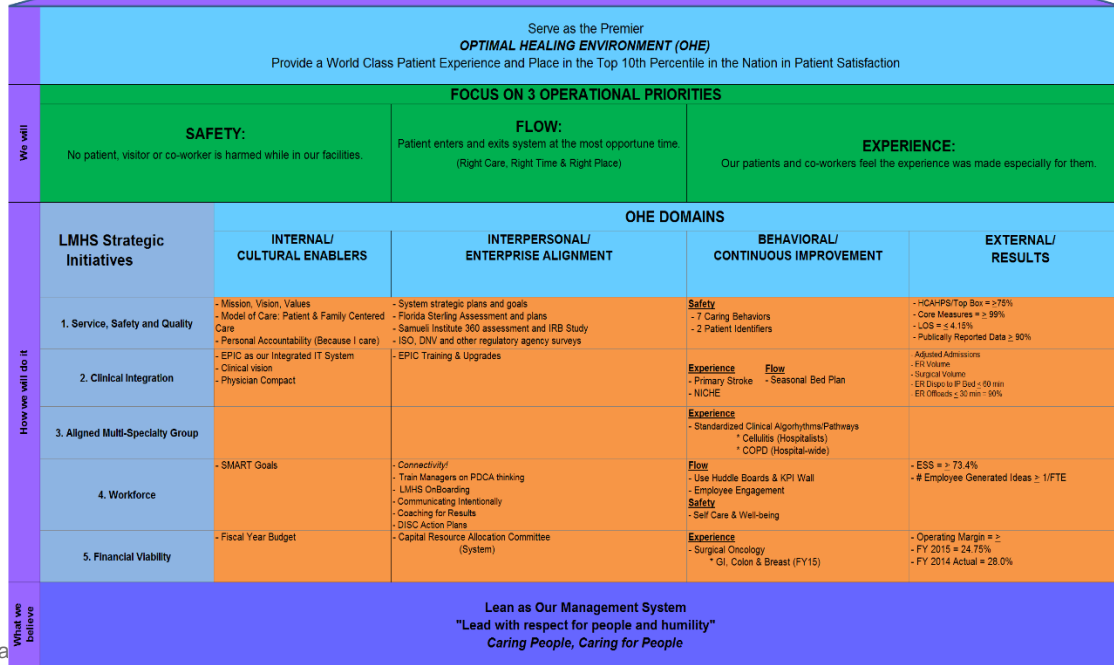 Serve as the Premier
OPTIMAL HEALING ENVIRONMENT (OHE)
Provide a World Class Patient Experience and Place in the Top 10th Percentile in the Nation in Patient Satisfaction
We will
FOCUS ON 3 OPERATIONAL PRIORITIES
SAFETY:
No patient, visitor or co-worker is harmed while in our facilities.
FLOW:
Patient enters and exits system at the most opportune time.
(Right Care, Right Time & Right Place)
EXPERIENCE:
Our patients and co-workers feel the experience was made especially for them.
How we will do it
LMHS Strategic
Initiatives
OHE DOMAINS
INTERNAL/
CULTURAL ENABLERS
INTERPERSONAL/
ENTERPRISE ALIGNMENT
BEHAVIORAL/
CONTINUOUS IMPROVEMENT
EXTERNAL/
RESULTS
1. Service, Safety and Quality
- Mission, Vision, Values
- Model of Care: Patient & Family Centered
Care
- Personal Accountability (Because I care)
- System strategic plans and goals
- Florida Sterling Assessment and plans
- Samueli Institute 360 assessment and IRB Study
- ISO, DNV and other regulatory agency surveys
Safety
- 7 Caring Behaviors
- 2 Patient Identifiers
- HCAHPS/Top Box = >75%
- Core Measures = ≥ 99%
- LOS = ≤ 4.15%
- Publically Reported Data ≥ 90%
2. Clinical Integration
- EPIC as our Integrated IT System
- Clinical vision
- Physician Compact
- EPIC Training & Upgrades
Experience Flow
- Primary Stroke - Seasonal Bed Plan
- NICHE
- Adjusted Admissions
- ER Volume
- Surgical Volume
- ER Dispo to IP Bed < 60 min
- ER Offloads ≤ 30 min = 90%
3. Aligned Multi-Specialty Group
Experience
- Standardized Clinical Algorhythms/Pathways
* Cellulitis (Hospitalists)
* COPD (Hospital-wide)
4. Workforce
- SMART Goals
- Connectivity!
- Train Managers on PDCA thinking
- LMHS OnBoarding
- Communicating Intentionally
- Coaching for Results
- DISC Action Plans
Flow
- Use Huddle Boards & KPI Wall
- Employee Engagement
Safety
- Self Care & Well-being
- ESS = ≥ 73.4%
- # Employee Generated Ideas ≥ 1/FTE
5. Financial Viability
- Fiscal Year Budget
- Capital Resource Allocation Committee
(System)
Experience
- Surgical Oncology
* GI, Colon & Breast (FY15)
- Operating Margin = ≥
- FY 2015 = 24.75%
- FY 2014 Actual = 28.0%
What we
believe
Lean as Our Management System
"Lead with respect for people and humility"
Caring People, Caring for People